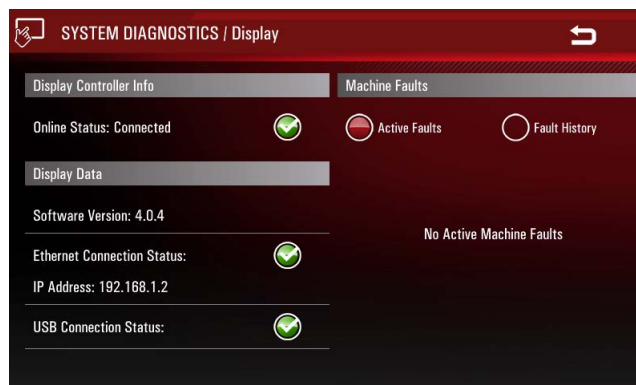 SYSTEM DIAGNOSTICS / Display
Display Controller Info
Online Status: Connected
Display Data
Software Version: 4.0.4
Ethernet Connection Status:
IP Address: 192.168.1.2
USB Connection Status:
Machine Faults
Active Faults
Fault History
No Active Machine Faults